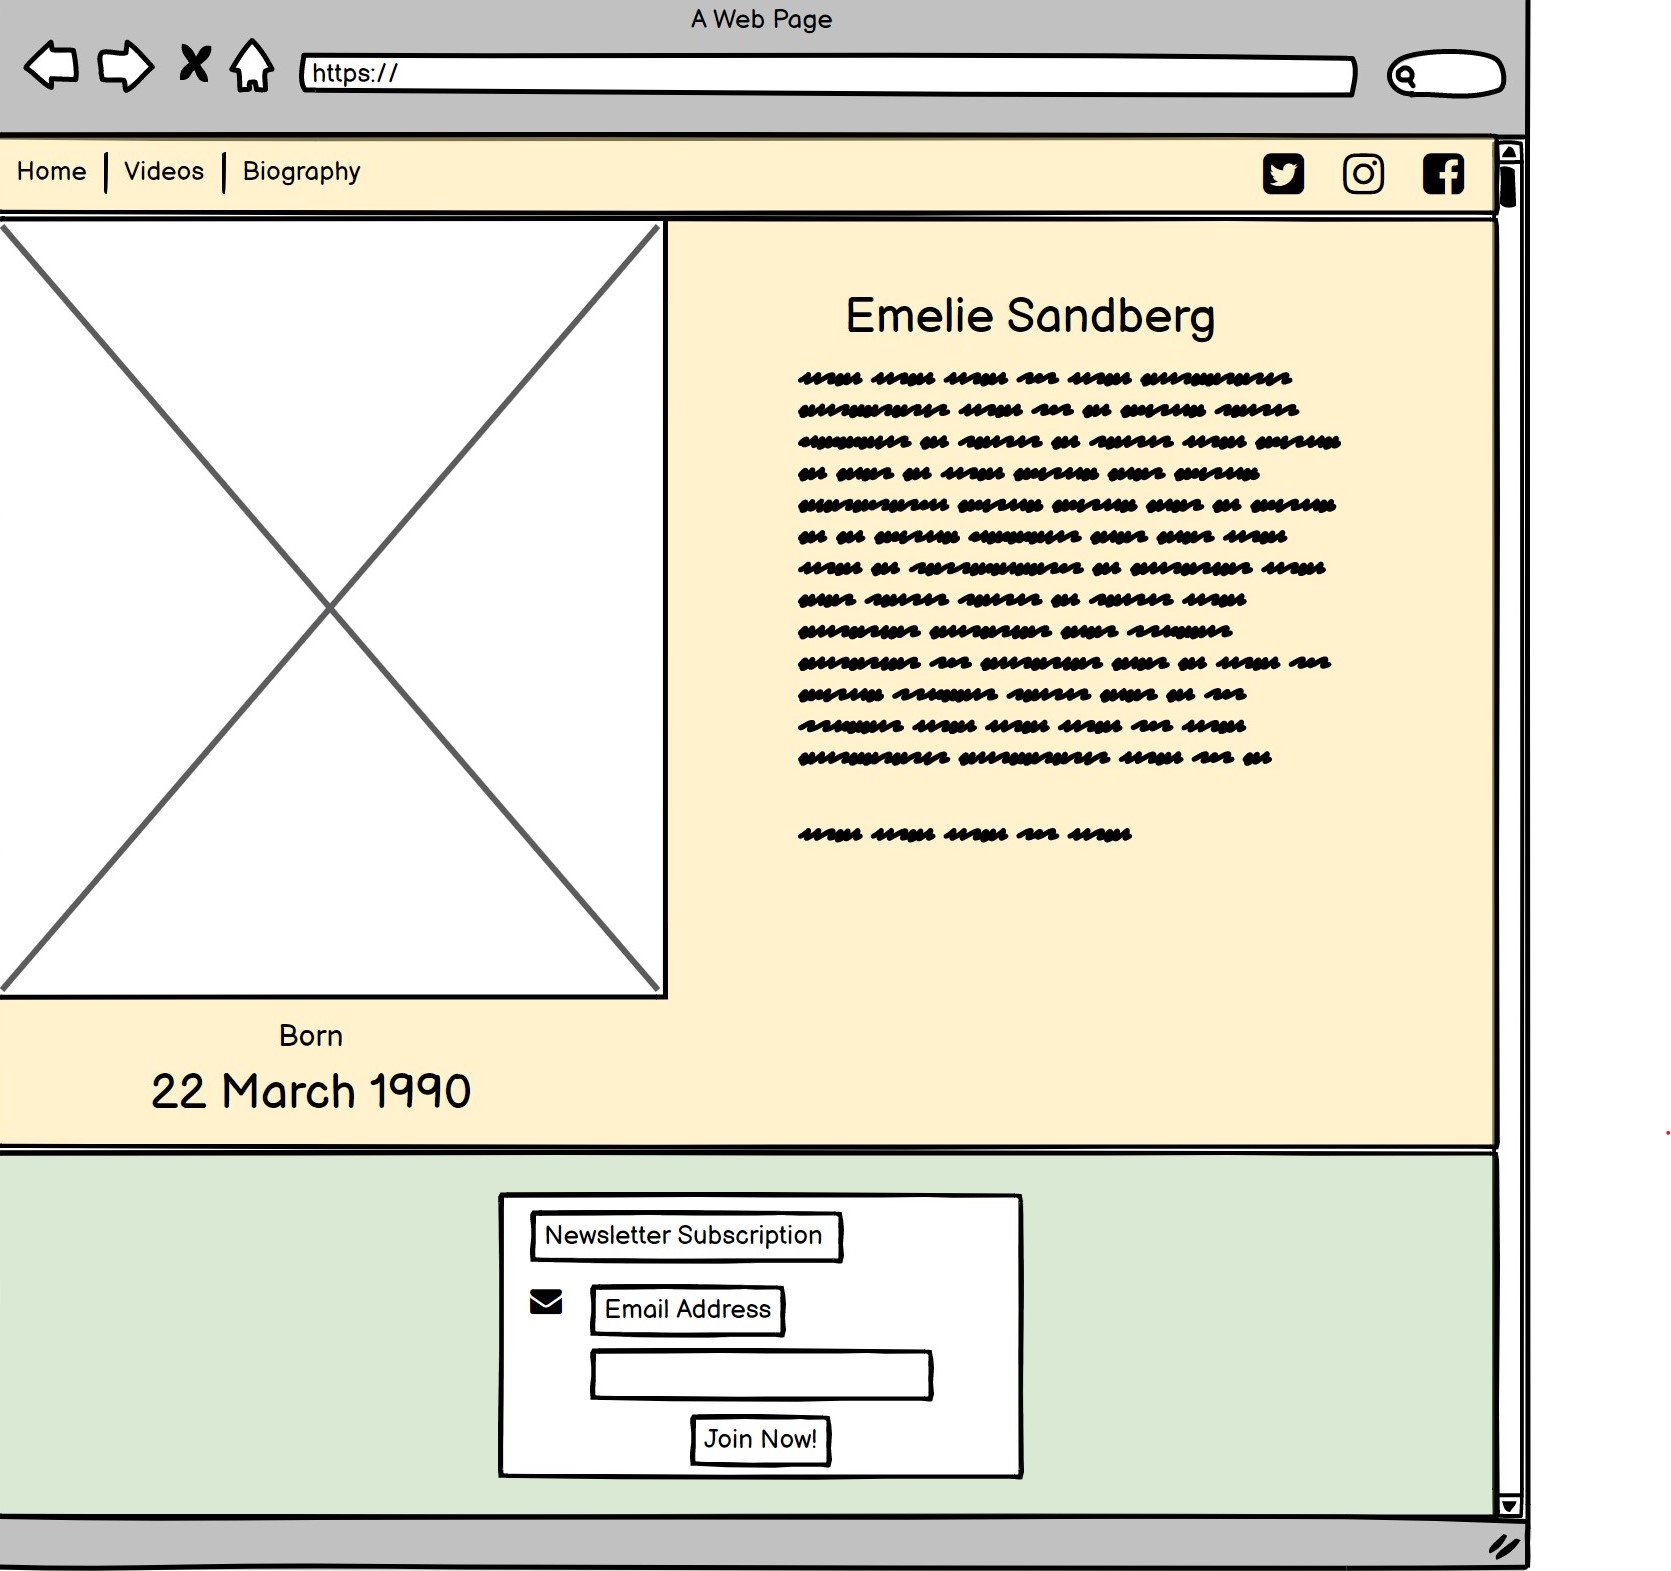 A Web Page
https://
Home
Videos
Biography
Emelie Sandberg
Born
22 March 1990
Newsletter Subscription
Email Address
Join Now!